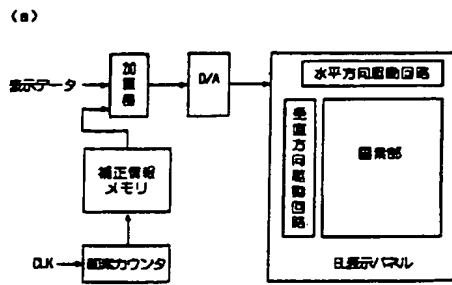 (a)
表示データ
加算器
D/A
水平方向駆動回路
垂直方向駆動回路
画素部
補正情報
メモリ
CLK
画素カウンタ
EL表示パネル